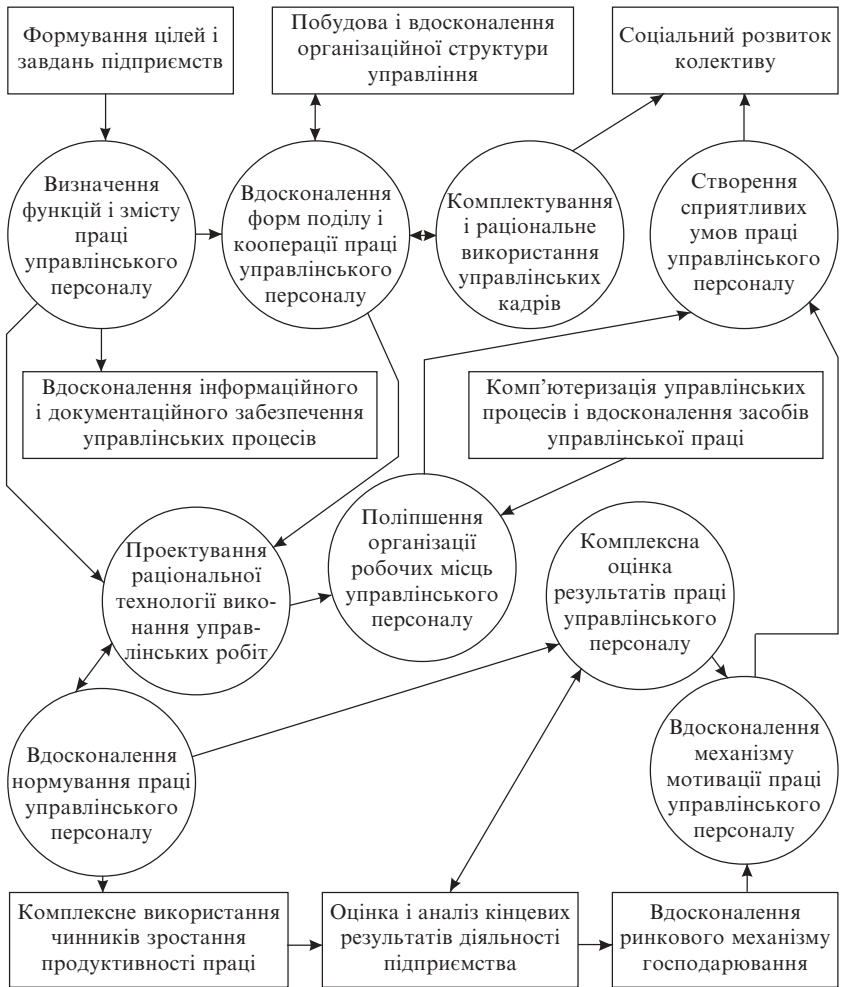 Формування цілей і
завдань підприємств
Побудова і вдосконалення
організаційної структури
управління
Соціальний розвиток
колективу
Визначення
функцій і змісту
праці
управлінського
персоналу
Вдосконалення
форм поділу і
кооперації праці
управлінського
персоналу
Комплектування
і раціональне
використання
управлінських
кадрів
Створення
сприятливих
умов праці
управлінського
персоналу
Вдосконалення інформаційного
і документаційного забезпечення
управлінських процесів
Комп’ютеризація управлінських
процесів і вдосконалення засобів
управлінської праці
Проектування
раціональної
технології вико-
нання управ-
лінських робіт
Поліпшення
організації
робочих місць
управлінського
персоналу
Комплексна
оцінка
результатів праці
управлінського
персоналу
Вдосконалення
нормування праці
управлінського
персоналу
Вдосконалення
механізму
мотивації праці
управлінського
персоналу
Комплексне використання
чинників зростання
продуктивності праці
Оцінка і аналіз кінцевих
результатів діяльності
підприємства
Вдосконалення
ринкового механізму
господарювання